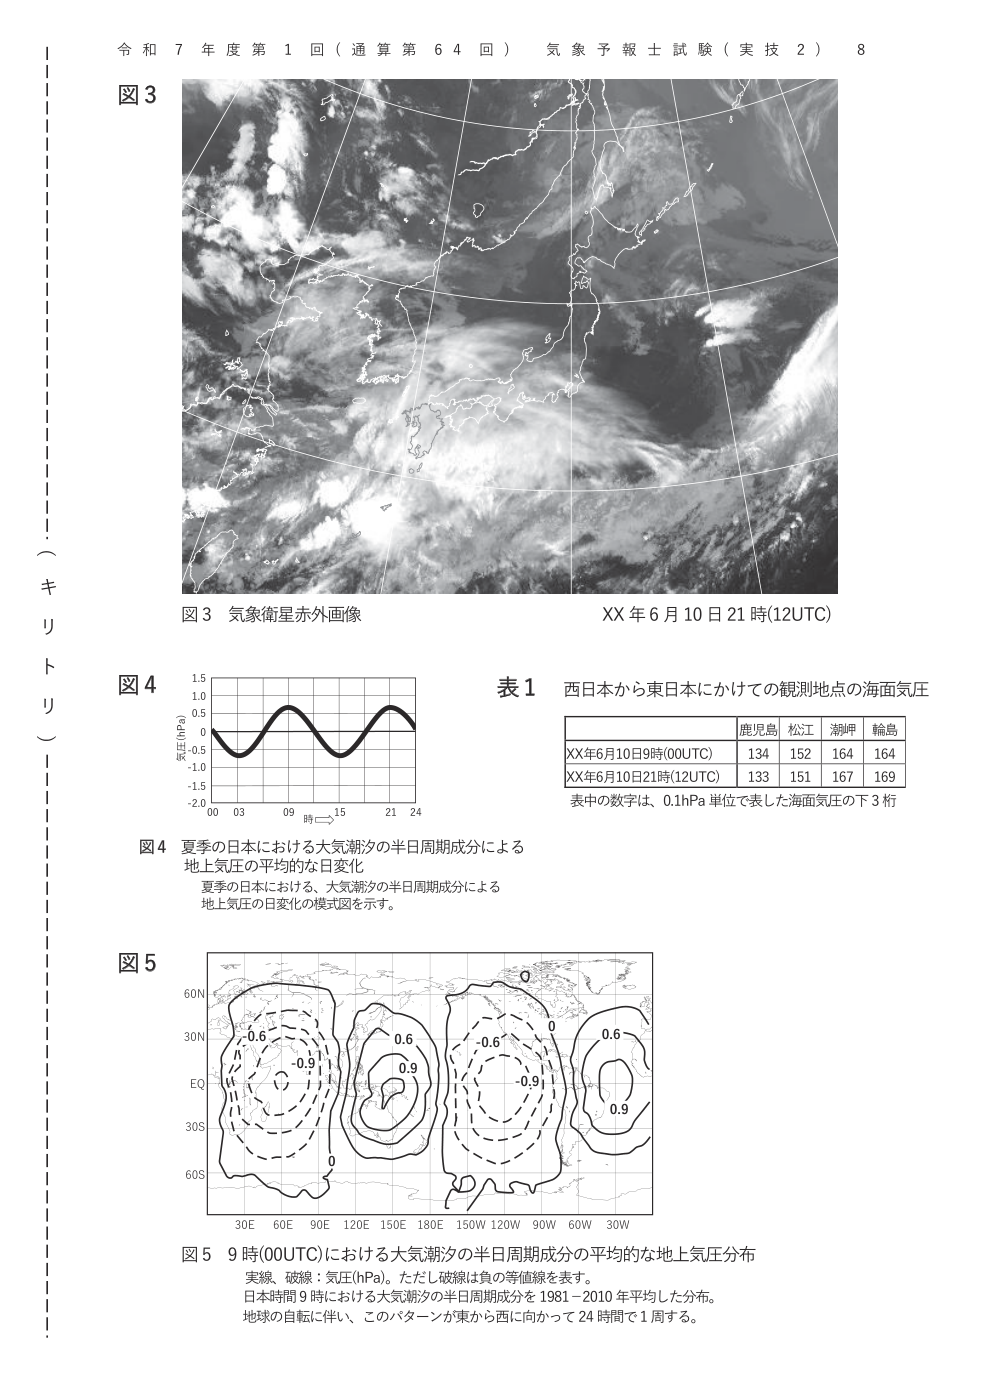 令和7年度第1回(通算第64回) 気象予報士試験(実技2) 8
図3
図3 気象衛星赤外画像 XX年6月10日21時(12UTC)
(キリトリ)
図4
1.5
1.0
0.5
0
-0.5
-1.0
-1.5
-2.0
気圧(hPa)
00 03 09 15 21 24
時
図4 夏季の日本における大気潮汐の半日周期成分による
地上気圧の平均的な日変化
夏季の日本における、大気潮汐の半日周期成分による
地上気圧の日変化の模式図を示す。
表1 西日本から東日本にかけての観測地点の海面気圧
鹿児島 松江 潮岬 輪島
XX年6月10日9時(00UTC) 134 152 164 164
XX年6月10日21時(12UTC) 133 151 167 169
表中の数字は、0.1hPa単位で表した海面気圧の下3桁
図5
60N
30N
EQ
30S
60S
-0.6 0.6 -0.6 0 0.6
-0.9 0.9 -0.9 0.9
0
30E 60E 90E 120E 150E 180E 150W 120W 90W 60W 30W
図5 9時(00UTC)における大気潮汐の半日周期成分の平均的な地上気圧分布
実線、破線：気圧(hPa)。ただし破線は負の等値線を表す。
日本時間9時における大気潮汐の半日周期成分を1981－2010年平均した分布。
地球の自転に伴い、このパターンが東から西に向かって24時間で1周する。